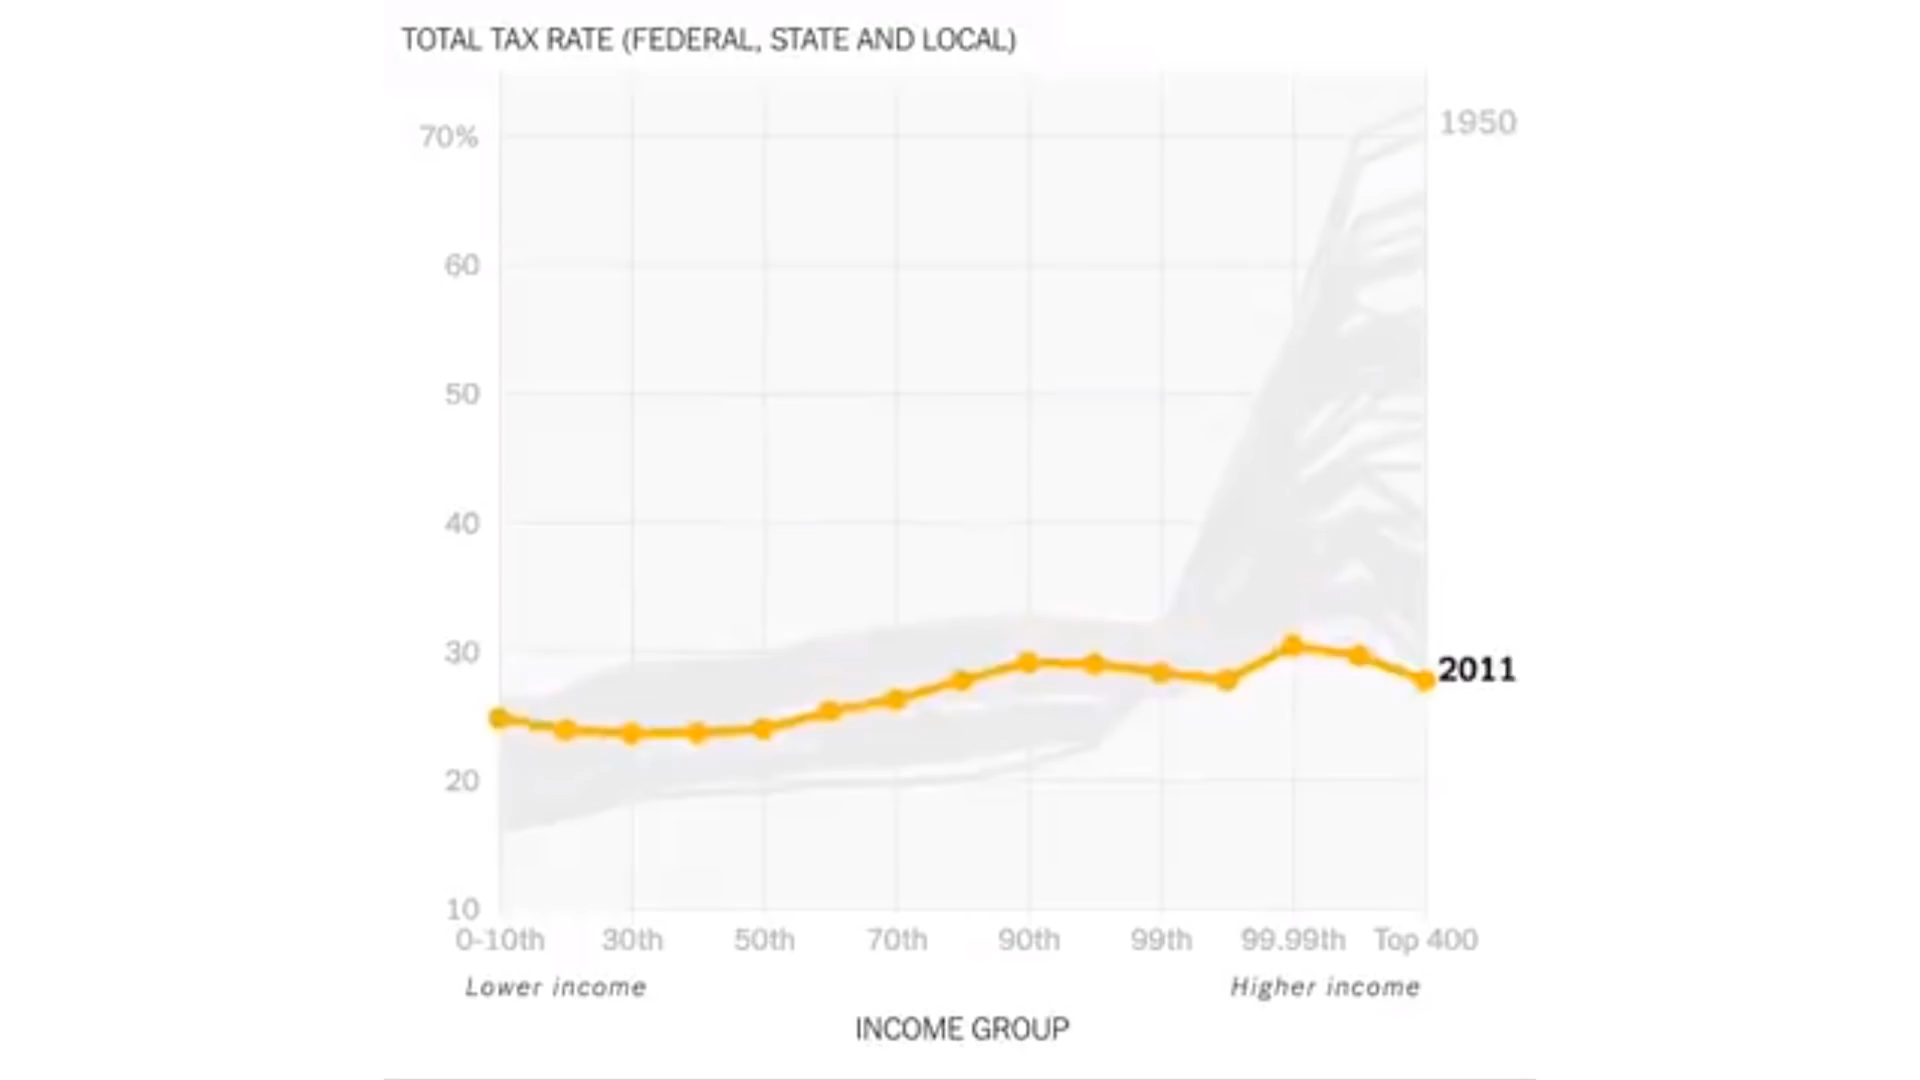 TOTAL TAX RATE (FEDERAL, STATE AND LOCAL)
1950
70%
60
50
40
30
2011
20
10
0-10th 30th 50th 70th 90th 99th 99.99th Top 400
Lower income Higher income
INCOME GROUP